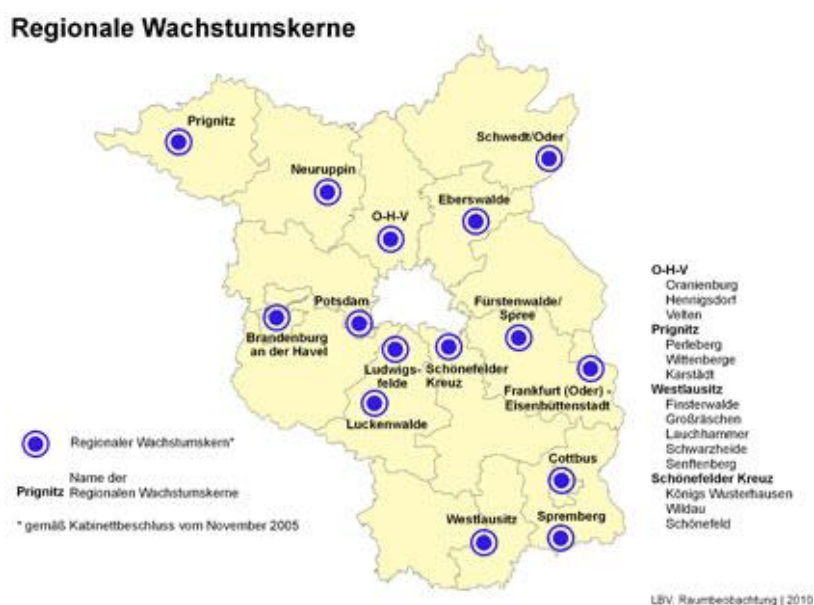 Regionale Wachstumskerne
Prignitz
Schwedt/Oder
Neuruppin
Eberswalde
O-H-V
Potsdam
Fürstenwalde/
Spree
Brandenburg
an der Havel
Ludwigs-
felde
Schönefelder
Kreuz
Frankfurt (Oder) -
Eisenbüttenstadt
Luckenwalde
Cottbus
Westlausitz
Spremberg
Regionaler Wachstumskern*
Name der
Prignitz Regionalen Wachstumskerne
* gemäß Kabinettbeschluss vom November 2005
O-H-V
Oranienburg
Hennigsdorf
Velten
Prignitz
Perleberg
Wittenberge
Karstädt
Westlausitz
Finsterwalde
Großräschen
Lauchhammer
Schwarzheide
Senftenberg
Schönefelder Kreuz
Königs Wusterhausen
Wildau
Schönefeld
LBV, Raumbeobachtung | 2010